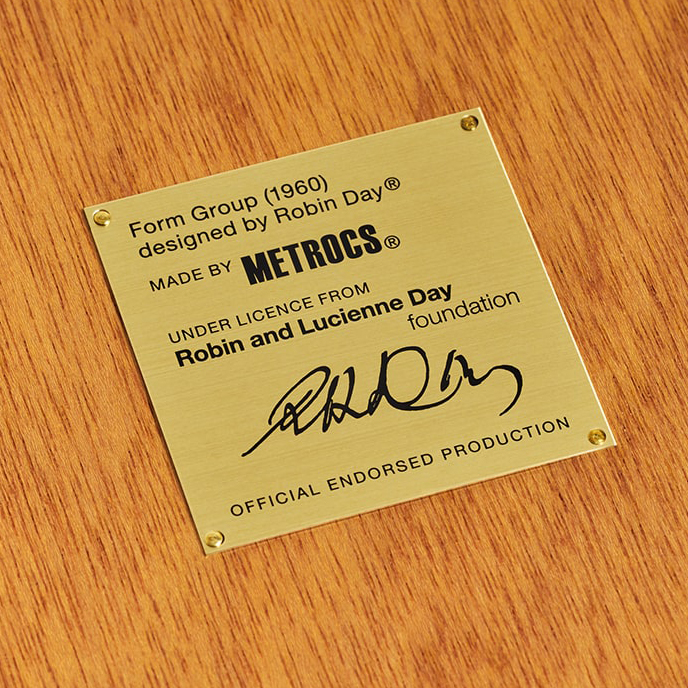 Form Group (1960)
designed by Robin Day®
MADE BY METROCS®
UNDER LICENCE FROM
Robin and Lucienne Day
foundation
OFFICIAL ENDORSED PRODUCTION